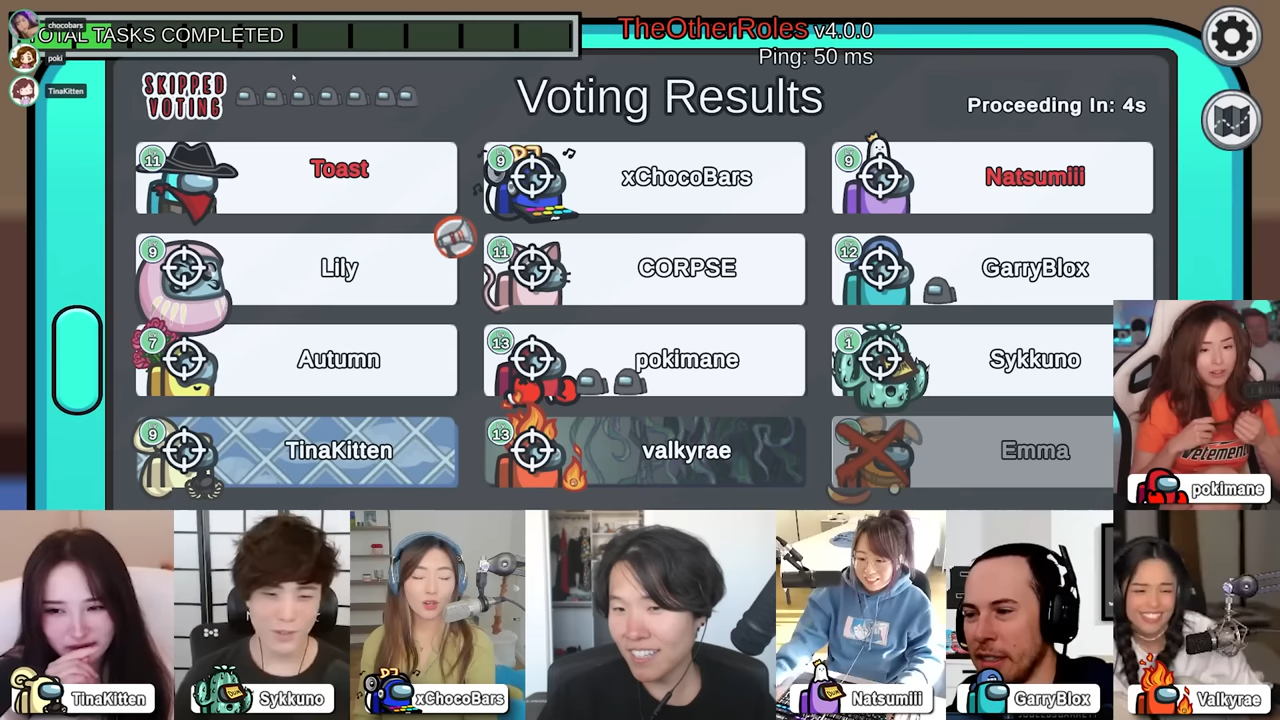 chocobars
TOTAL TASKS COMPLETED
poki
TinaKitten
TheOtherRoles v4.0.0
Ping: 50 ms
SKIPPED VOTING
Voting Results
Proceeding In: 4s
11 Toast
9 xChocoBars
9 Natsumiii
9 Lily
11 CORPSE
12 GarryBlox
7 Autumn
13 pokimane
1 Sykkuno
9 TinaKitten
13 valkyrae
Emma
pokimane
TinaKitten
Sykkuno
xChocoBars
Natsumiii
GarryBlox
Valkyrae